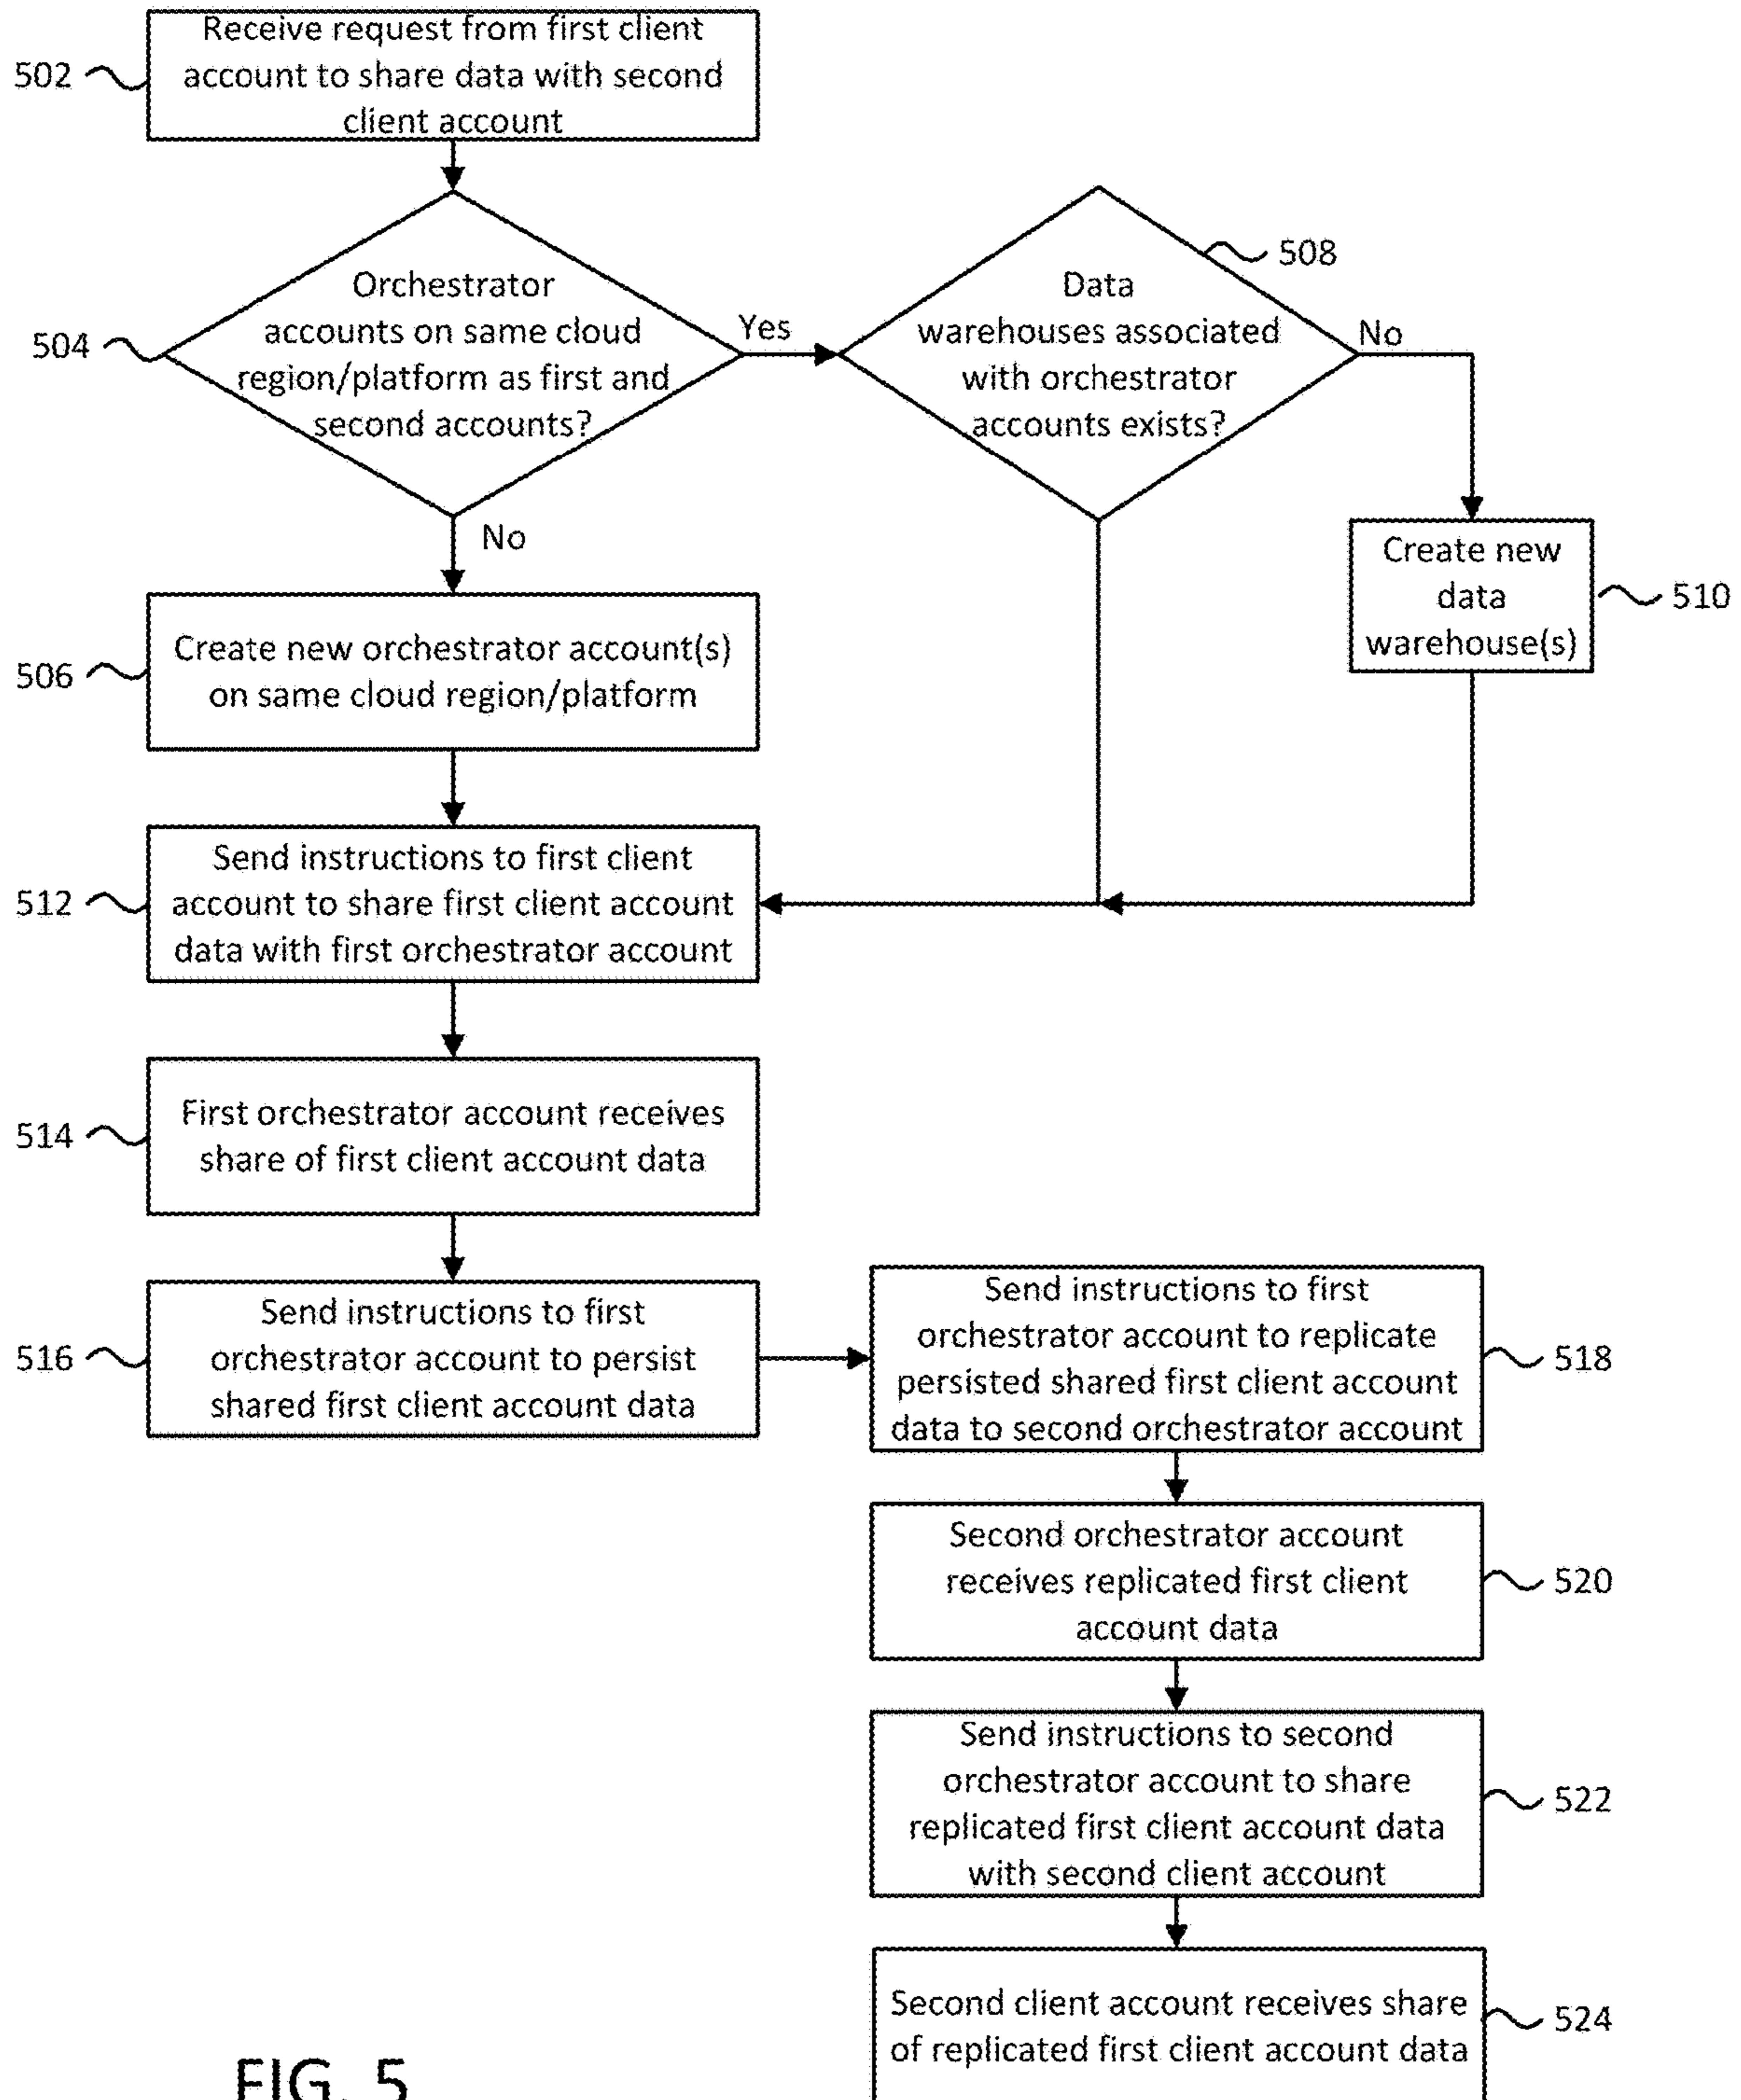 Receive request from first client
account to share data with second
client account
502
Orchestrator
accounts on same cloud
region/platform as first and
second accounts?
504
Yes
No
Data
warehouses associated
with orchestrator
accounts exists?
508
No
Create new
data
warehouse(s)
510
Create new orchestrator account(s)
on same cloud region/platform
506
Send instructions to first client
account to share first client account
data with first orchestrator account
512
First orchestrator account receives
share of first client account data
514
Send instructions to first
orchestrator account to persist
shared first client account data
516
Send instructions to first
orchestrator account to replicate
persisted shared first client account
data to second orchestrator account
518
Second orchestrator account
receives replicated first client
account data
520
Send instructions to second
orchestrator account to share
replicated first client account data
with second client account
522
Second client account receives share
of replicated first client account data
524
FIG. 5